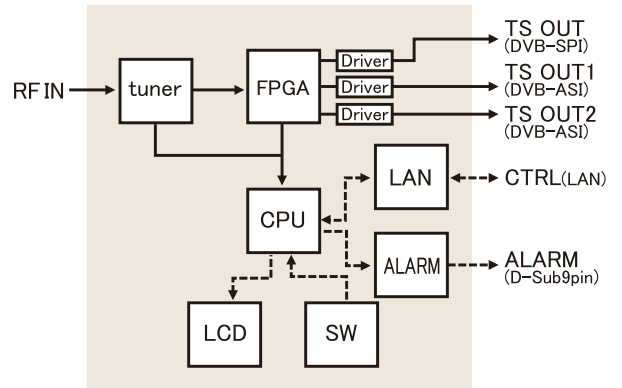 TS OUT
(DVB-SPI)
Driver
RF IN
tuner
FPGA
Driver
TS OUT1
(DVB-ASI)
Driver
TS OUT2
(DVB-ASI)
LAN
CTRL(LAN)
CPU
ALARM
ALARM
(D-Sub9pin)
LCD
SW